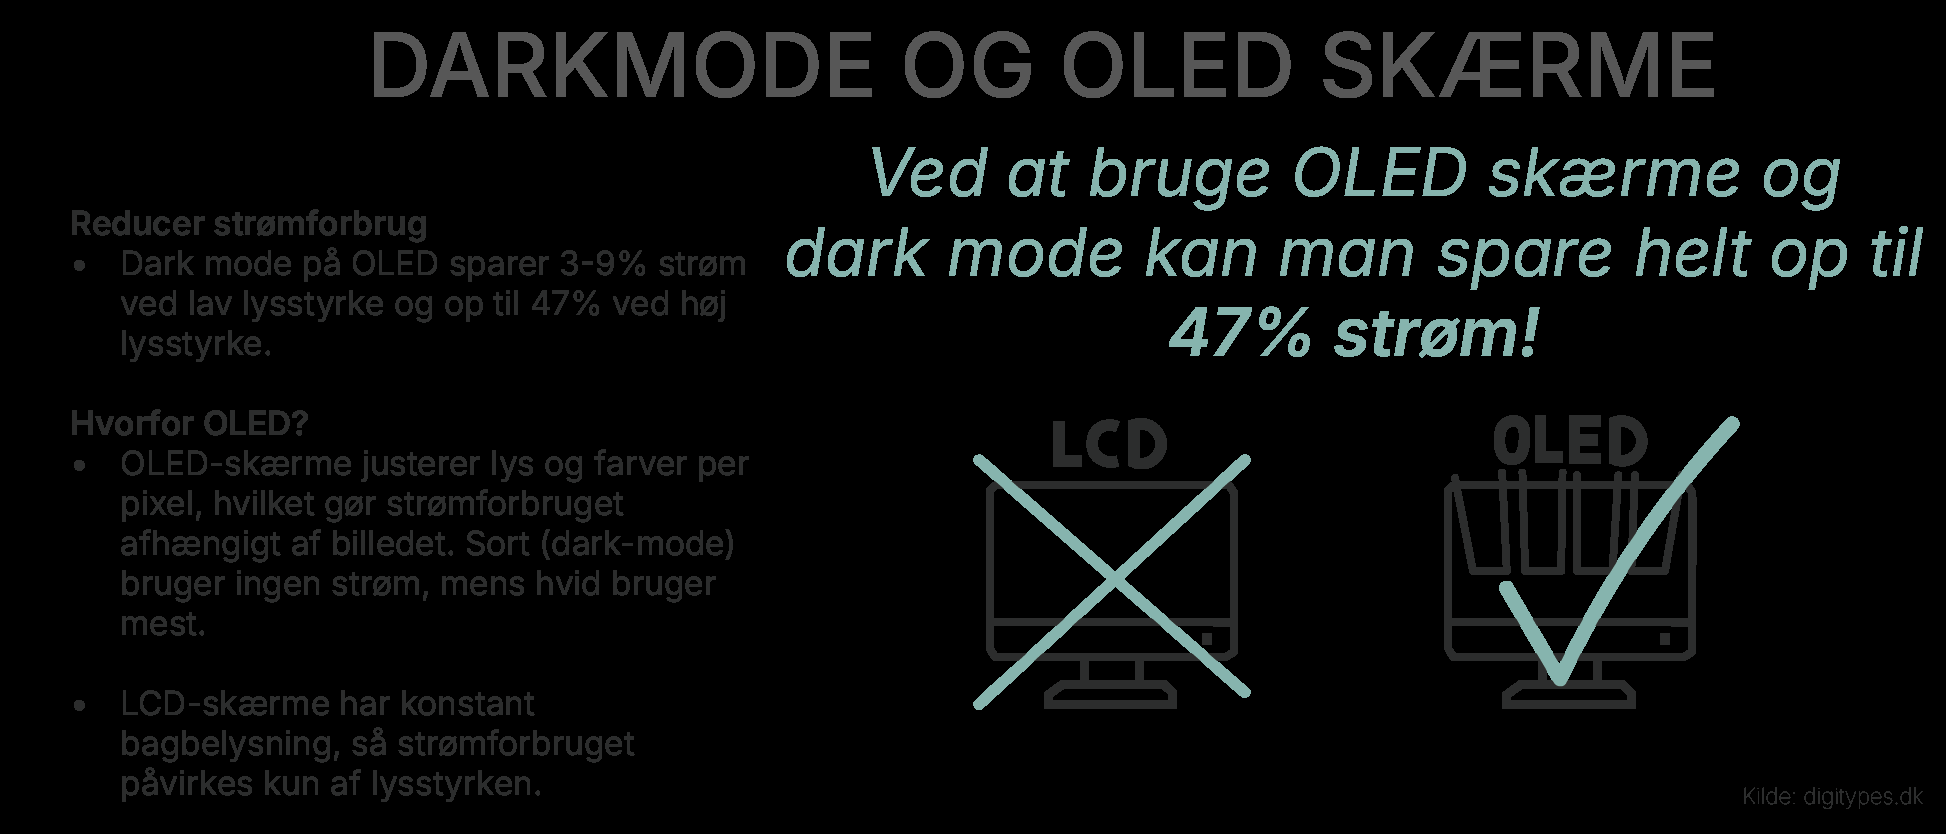 DARKMODE OG OLED SKÆRME
Ved at bruge OLED skærme og
dark mode kan man spare helt op til
47% strøm!
Reducer strømforbrug
• Dark mode på OLED sparer 3-9% strøm
ved lav lysstyrke og op til 47% ved høj
lysstyrke.
Hvorfor OLED?
• OLED-skærme justerer lys og farver per
pixel, hvilket gør strømforbruget
afhængigt af billedet. Sort (dark-mode)
bruger ingen strøm, mens hvid bruger
mest.
• LCD-skærme har konstant
bagbelysning, så strømforbruget
påvirkes kun af lysstyrken.
LCD
OLED
Kilde: digitypes.dk